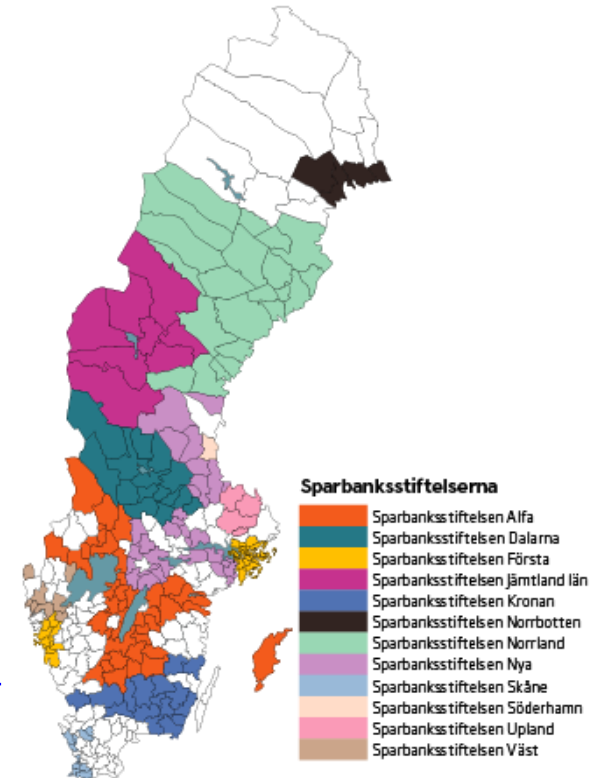 Sparbanksstiftelserna
Sparbanksstiftelsen Alfa
Sparbanksstiftelsen Dalarna
Sparbanksstiftelsen Första
Sparbanksstiftelsen Jämtland län
Sparbanksstiftelsen Kronan
Sparbanksstiftelsen Norrbotten
Sparbanksstiftelsen Norrland
Sparbanksstiftelsen Nya
Sparbanksstiftelsen Skåne
Sparbanksstiftelsen Söderhamn
Sparbanksstiftelsen Upland
Sparbanksstiftelsen Väst